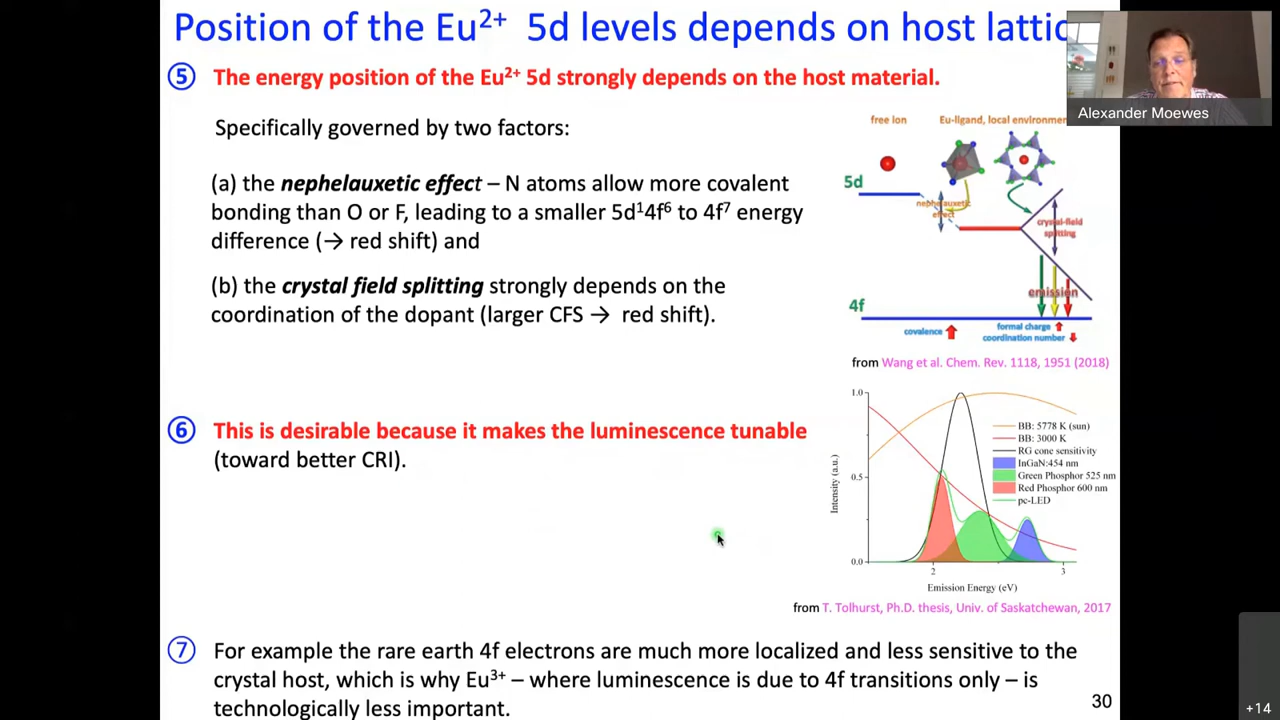 Position of the Eu²⁺ 5d levels depends on host lattic
Alexander Moewes
⑤ The energy position of the Eu²⁺ 5d strongly depends on the host material.
Specifically governed by two factors:
(a) the nephelauxetic effect – N atoms allow more covalent
bonding than O or F, leading to a smaller 5d¹4f⁶ to 4f⁷ energy
difference (→ red shift) and
(b) the crystal field splitting strongly depends on the
coordination of the dopant (larger CFS → red shift).
free ion
Eu-ligand, local environmen
5d
nephelauxetic
effect
crystal-field
splitting
emission
4f
covalence
formal charge
coordination number
from Wang et al. Chem. Rev. 1118, 1951 (2018)
⑥ This is desirable because it makes the luminescence tunable
(toward better CRI).
1.0
0.5
0.0
Intensity (a.u.)
BB: 5778 K (sun)
BB: 3000 K
RG cone sensitivity
InGaN:454 nm
Green Phosphor 525 nm
Red Phosphor 600 nm
pc-LED
2
3
Emission Energy (eV)
from T. Tolhurst, Ph.D. thesis, Univ. of Saskatchewan, 2017
⑦ For example the rare earth 4f electrons are much more localized and less sensitive to the
crystal host, which is why Eu³⁺ – where luminescence is due to 4f transitions only – is
technologically less important.
30
+14